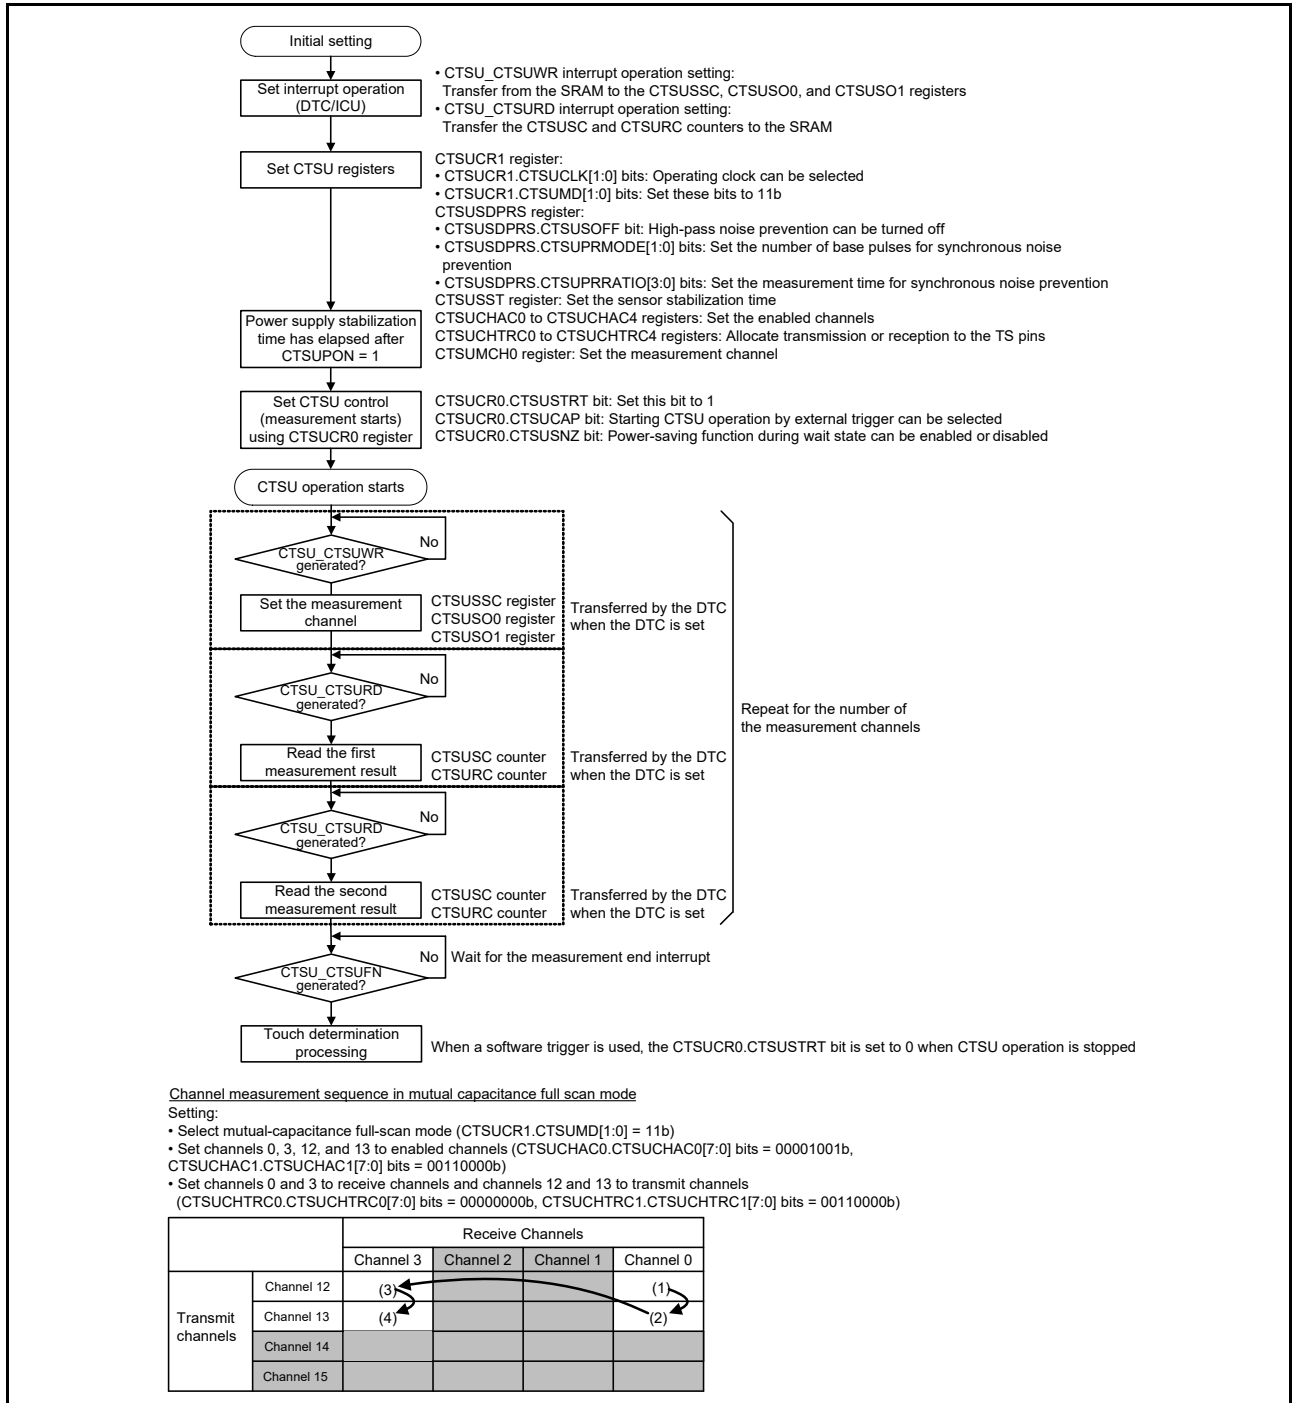 Initial setting
Set interrupt operation
(DTC/ICU)
• CTSU_CTSUWR interrupt operation setting:
Transfer from the SRAM to the CTSUSSC, CTSUSO0, and CTSUSO1 registers
• CTSU_CTSURD interrupt operation setting:
Transfer the CTSUSC and CTSURC counters to the SRAM
Set CTSU registers
CTSUCR1 register:
• CTSUCR1.CTSUCLK[1:0] bits: Operating clock can be selected
• CTSUCR1.CTSUMD[1:0] bits: Set these bits to 11b
CTSUSDPRS register:
• CTSUSDPRS.CTSUSOFF bit: High-pass noise prevention can be turned off
• CTSUSDPRS.CTSUPRMODE[1:0] bits: Set the number of base pulses for synchronous noise
prevention
• CTSUSDPRS.CTSUPRRATIO[3:0] bits: Set the measurement time for synchronous noise prevention
CTSUSST register: Set the sensor stabilization time
CTSUCHAC0 to CTSUCHAC4 registers: Set the enabled channels
CTSUCHTRC0 to CTSUCHTRC4 registers: Allocate transmission or reception to the TS pins
CTSUMCH0 register: Set the measurement channel
Power supply stabilization
time has elapsed after
CTSUPON = 1
Set CTSU control
(measurement starts)
using CTSUCR0 register
CTSUCR0.CTSUSTRT bit: Set this bit to 1
CTSUCR0.CTSUCAP bit: Starting CTSU operation by external trigger can be selected
CTSUCR0.CTSUSNZ bit: Power-saving function during wait state can be enabled or disabled
CTSU operation starts
CTSU_CTSUWR
generated?
No
Set the measurement
channel
CTSUSSC register
CTSUSO0 register
CTSUSO1 register
Transferred by the DTC
when the DTC is set
CTSU_CTSURD
generated?
No
Read the first
measurement result
CTSUSC counter
CTSURC counter
Transferred by the DTC
when the DTC is set
Repeat for the number of
the measurement channels
CTSU_CTSURD
generated?
No
Read the second
measurement result
CTSUSC counter
CTSURC counter
Transferred by the DTC
when the DTC is set
CTSU_CTSUFN
generated?
No
Wait for the measurement end interrupt
Touch determination
processing
When a software trigger is used, the CTSUCR0.CTSUSTRT bit is set to 0 when CTSU operation is stopped
Channel measurement sequence in mutual capacitance full scan mode
Setting:
• Select mutual-capacitance full-scan mode (CTSUCR1.CTSUMD[1:0] = 11b)
• Set channels 0, 3, 12, and 13 to enabled channels (CTSUCHAC0.CTSUCHAC0[7:0] bits = 00001001b,
CTSUCHAC1.CTSUCHAC1[7:0] bits = 00110000b)
• Set channels 0 and 3 to receive channels and channels 12 and 13 to transmit channels
(CTSUCHTRC0.CTSUCHTRC0[7:0] bits = 00000000b, CTSUCHTRC1.CTSUCHTRC1[7:0] bits = 00110000b)
Receive Channels
Channel 3 Channel 2 Channel 1 Channel 0
Transmit
channels
Channel 12 (3) (1)
Channel 13 (4) (2)
Channel 14
Channel 15